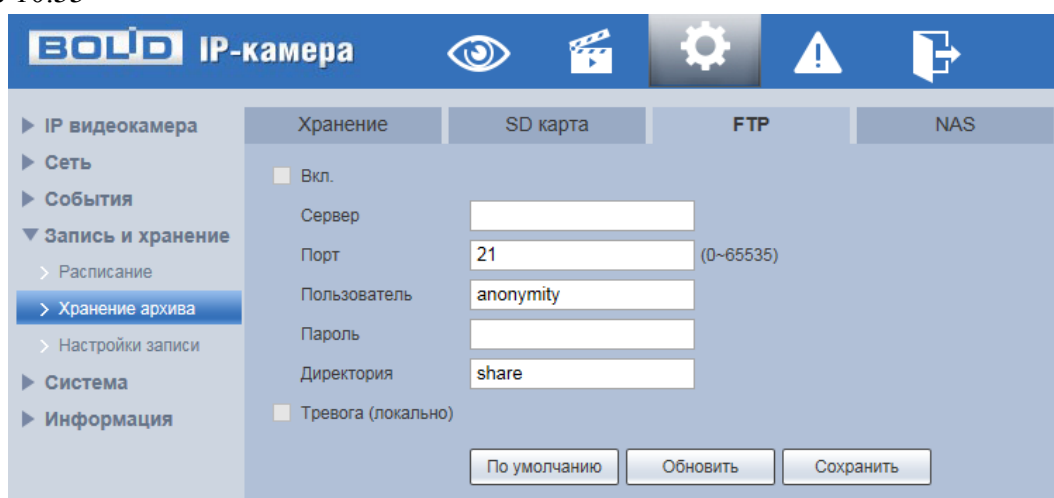 BOLID IP-камера
IP видеокамера
Сеть
События
Запись и хранение
Расписание
Хранение архива
Настройки записи
Система
Информация
Хранение SD карта FTP NAS
Вкл.
Сервер
Порт 21 (0~65535)
Пользователь anonymity
Пароль
Директория share
Тревога (локально)
По умолчанию Обновить Сохранить